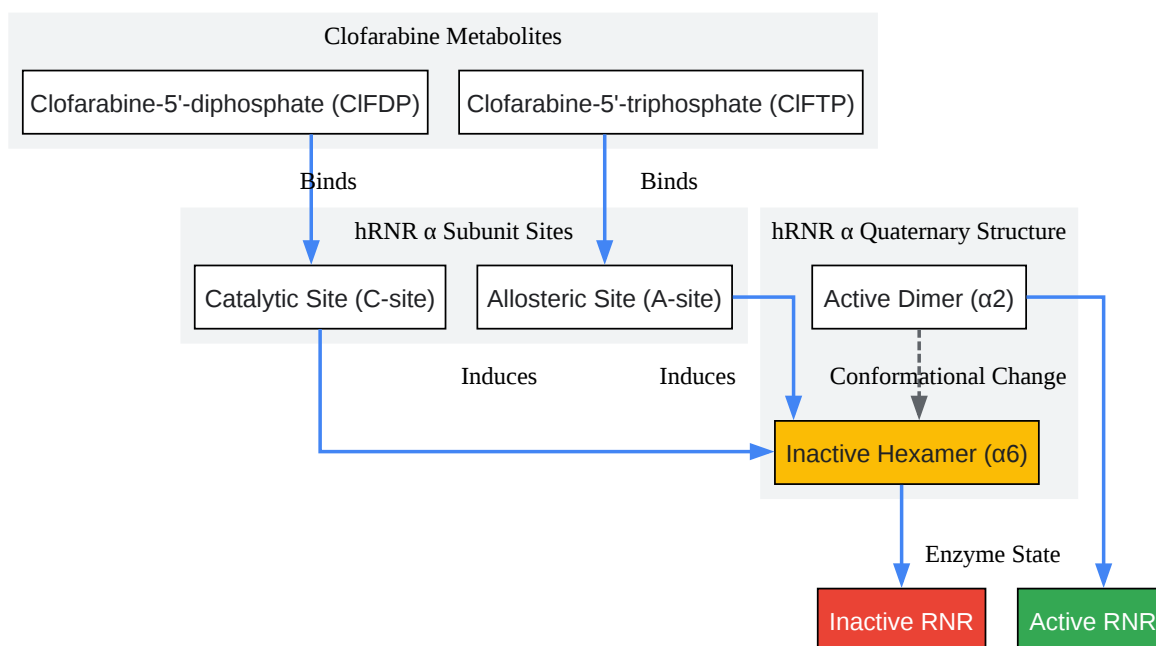 Clofarabine Metabolites
Clofarabine-5'-diphosphate (ClFDP)
Clofarabine-5'-triphosphate (ClFTP)
Binds
Binds
hRNR α Subunit Sites
hRNR α Quaternary Structure
Catalytic Site (C-site)
Allosteric Site (A-site)
Active Dimer (α2)
Induces
Induces
Conformational Change
Inactive Hexamer (α6)
Enzyme State
Inactive RNR
Active RNR